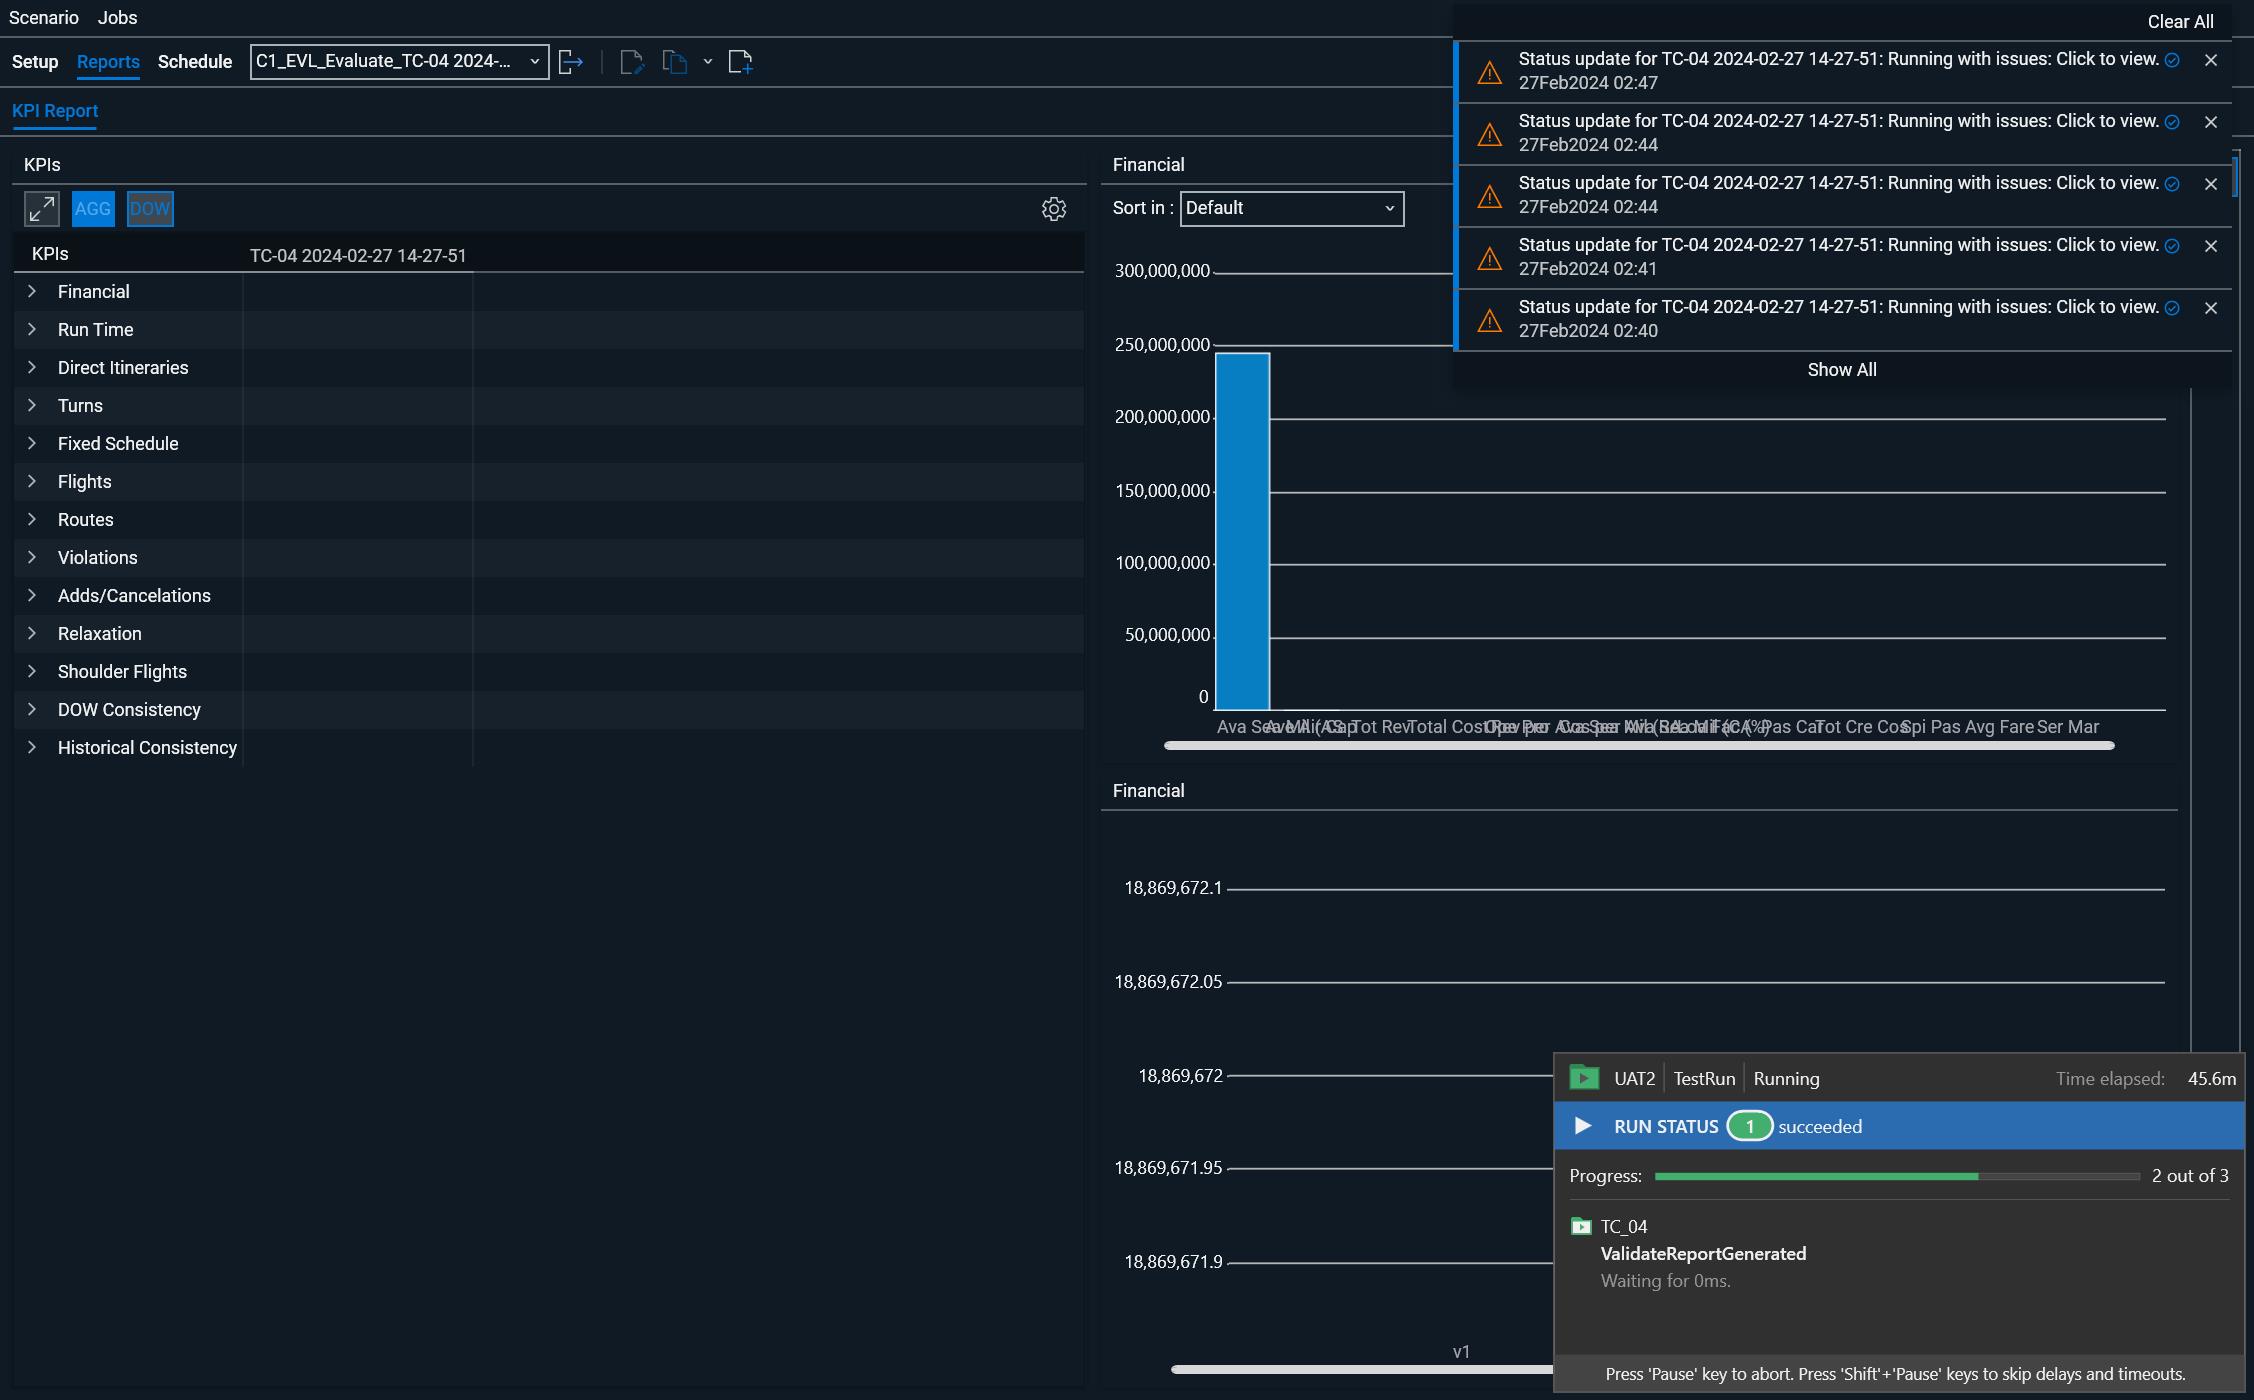 Scenario Jobs
Setup Reports Schedule C1_EVL_Evaluate_TC-04 2024-...
KPI Report
Clear All
Status update for TC-04 2024-02-27 14-27-51: Running with issues: Click to view.
27Feb2024 02:47
Status update for TC-04 2024-02-27 14-27-51: Running with issues: Click to view.
27Feb2024 02:44
Status update for TC-04 2024-02-27 14-27-51: Running with issues: Click to view.
27Feb2024 02:44
Status update for TC-04 2024-02-27 14-27-51: Running with issues: Click to view.
27Feb2024 02:41
Status update for TC-04 2024-02-27 14-27-51: Running with issues: Click to view.
27Feb2024 02:40
Show All
KPIs
AGG DOW
KPIs TC-04 2024-02-27 14-27-51
Financial
Run Time
Direct Itineraries
Turns
Fixed Schedule
Flights
Routes
Violations
Adds/Cancelations
Relaxation
Shoulder Flights
DOW Consistency
Historical Consistency
Financial
Sort in : Default
300,000,000
250,000,000
200,000,000
150,000,000
100,000,000
50,000,000
0
Tot Rev Total Cost Pas Car Tot Cre Cos Spi Pas Avg Fare Ser Mar
Financial
18,869,672.1
18,869,672.05
18,869,672
18,869,671.95
18,869,671.9
v1
UAT2 TestRun Running Time elapsed: 45.6m
RUN STATUS 1 succeeded
Progress: 2 out of 3
TC_04
ValidateReportGenerated
Waiting for 0ms.
Press 'Pause' key to abort. Press 'Shift'+'Pause' keys to skip delays and timeouts.